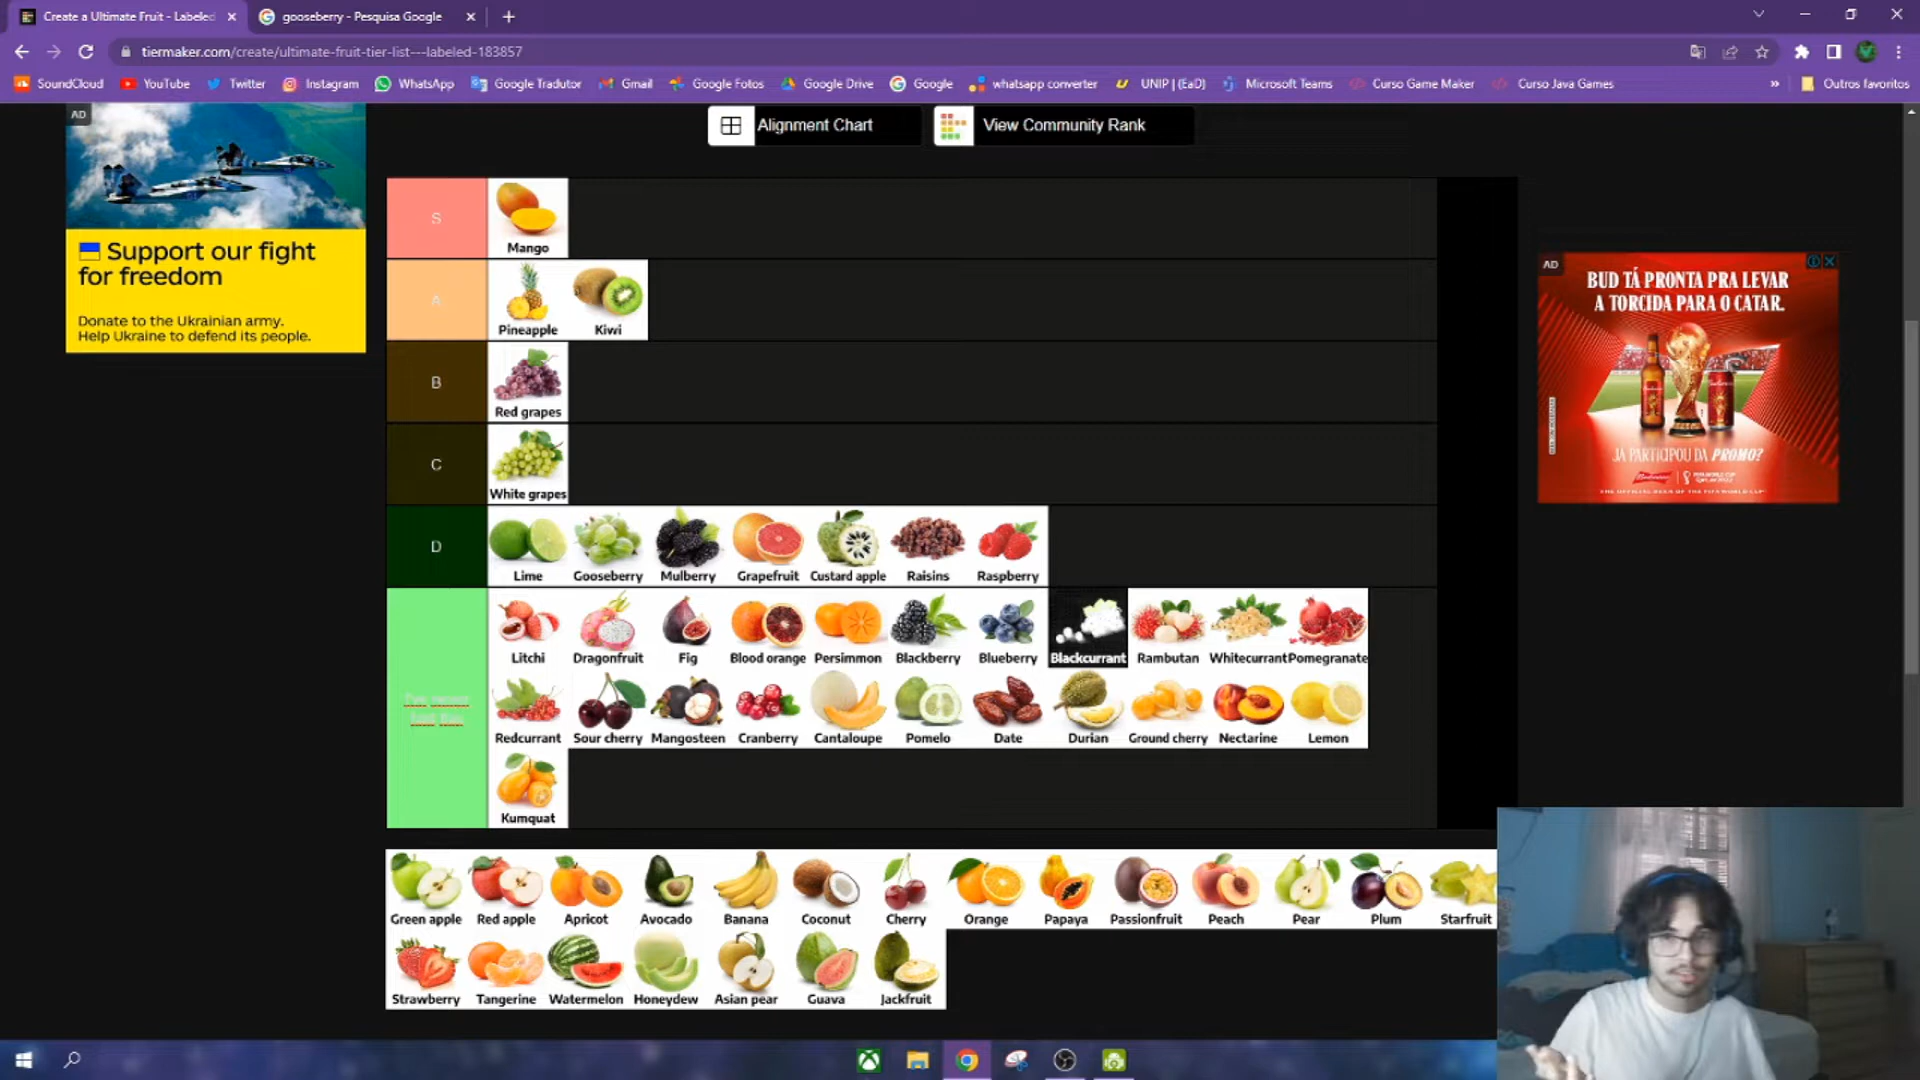 Create a Ultimate Fruit - Labeled
gooseberry - Pesquisa Google
tiermaker.com/create/ultimate-fruit-tier-list---labeled-183857
SoundCloud YouTube Twitter Instagram WhatsApp Google Tradutor Gmail Google Fotos Google Drive Google whatsapp converter UNIP | (EaD) Microsoft Teams Curso Game Maker Curso Java Games » Outros favoritos
AD
Alignment Chart
View Community Rank
Support our fight
for freedom
Donate to the Ukrainian army.
Help Ukraine to defend its people.
S
Mango
A
Pineapple Kiwi
B
Red grapes
C
White grapes
D
Lime Gooseberry Mulberry Grapefruit Custard apple Raisins Raspberry
Litchi Dragonfruit Fig Blood orange Persimmon Blackberry Blueberry Blackcurrant Rambutan Whitecurrant Pomegranate
Redcurrant Sour cherry Mangosteen Cranberry Cantaloupe Pomelo Date Durian Ground cherry Nectarine Lemon
Kumquat
Green apple Red apple Apricot Avocado Banana Coconut Cherry Orange Papaya Passionfruit Peach Pear Plum Starfruit
Strawberry Tangerine Watermelon Honeydew Asian pear Guava Jackfruit
AD
BUD TÁ PRONTA PRA LEVAR
A TORCIDA PARA O CATAR.
JÁ PARTICIPOU DA PROMO?
Budweiser